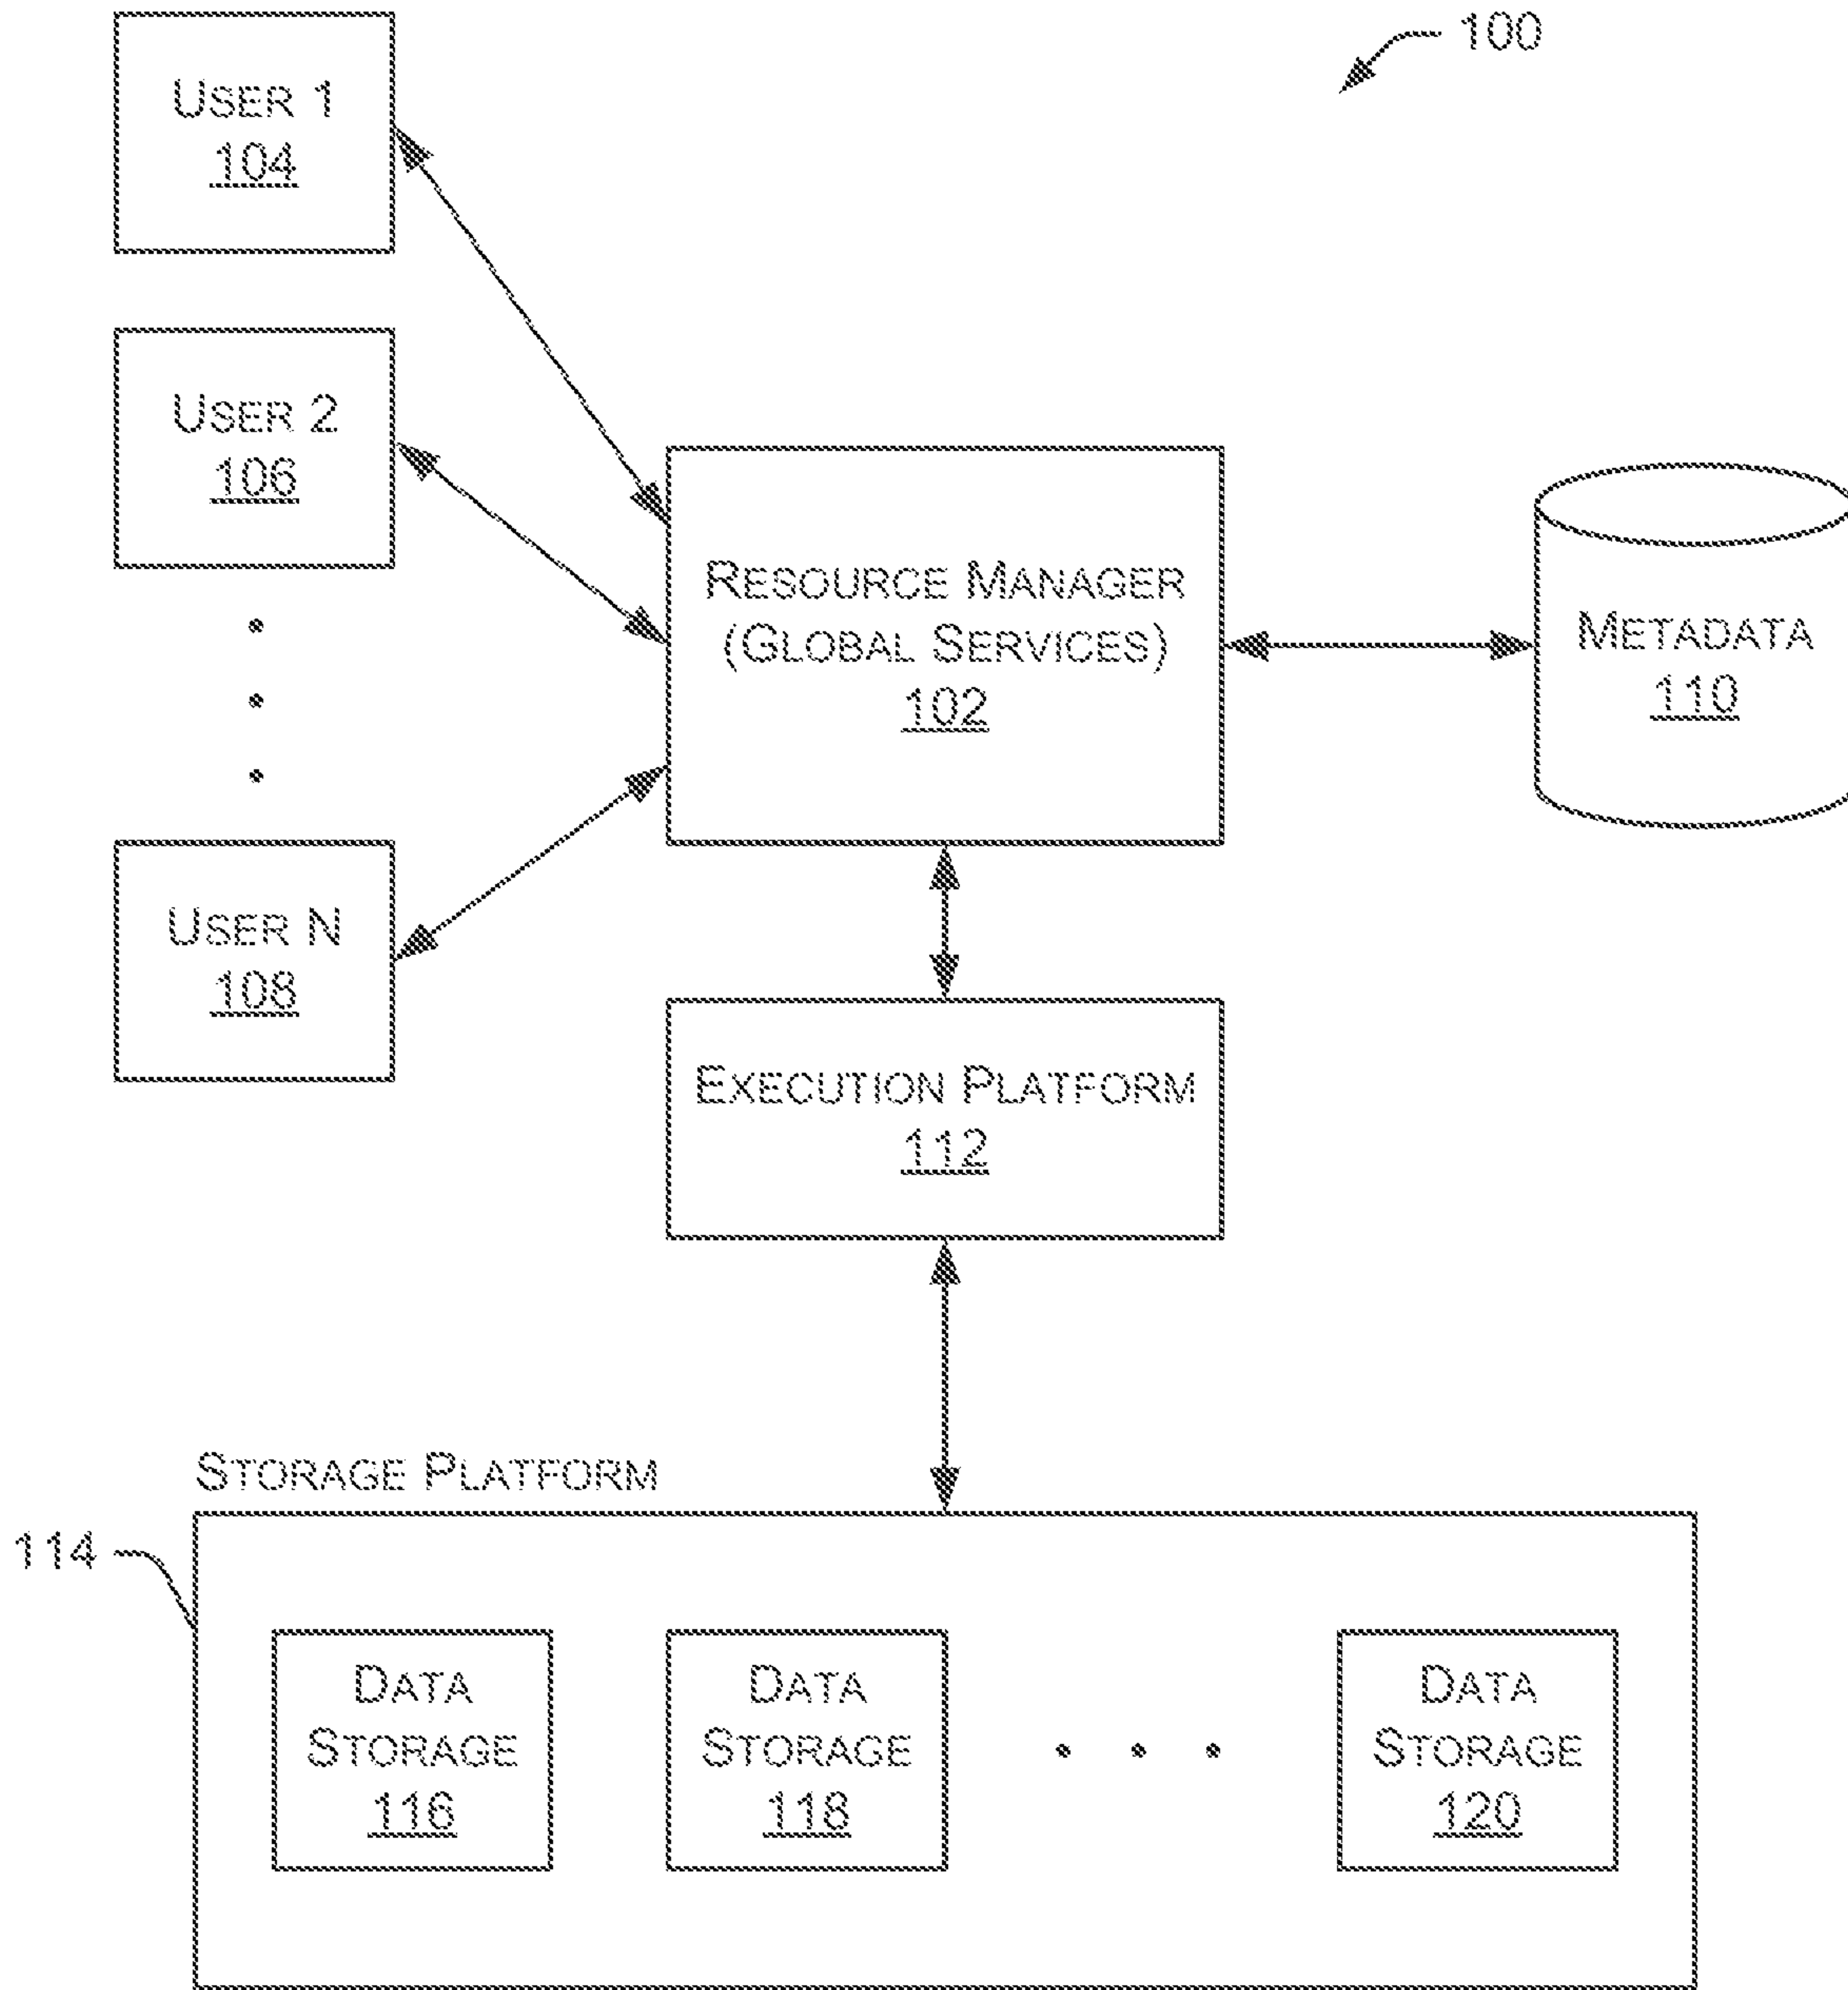 100
USER 1
104
USER 2
106
RESOURCE MANAGER
(GLOBAL SERVICES)
102
METADATA
110
USER N
108
EXECUTION PLATFORM
112
STORAGE PLATFORM
114
DATA
STORAGE
116
DATA
STORAGE
118
DATA
STORAGE
120